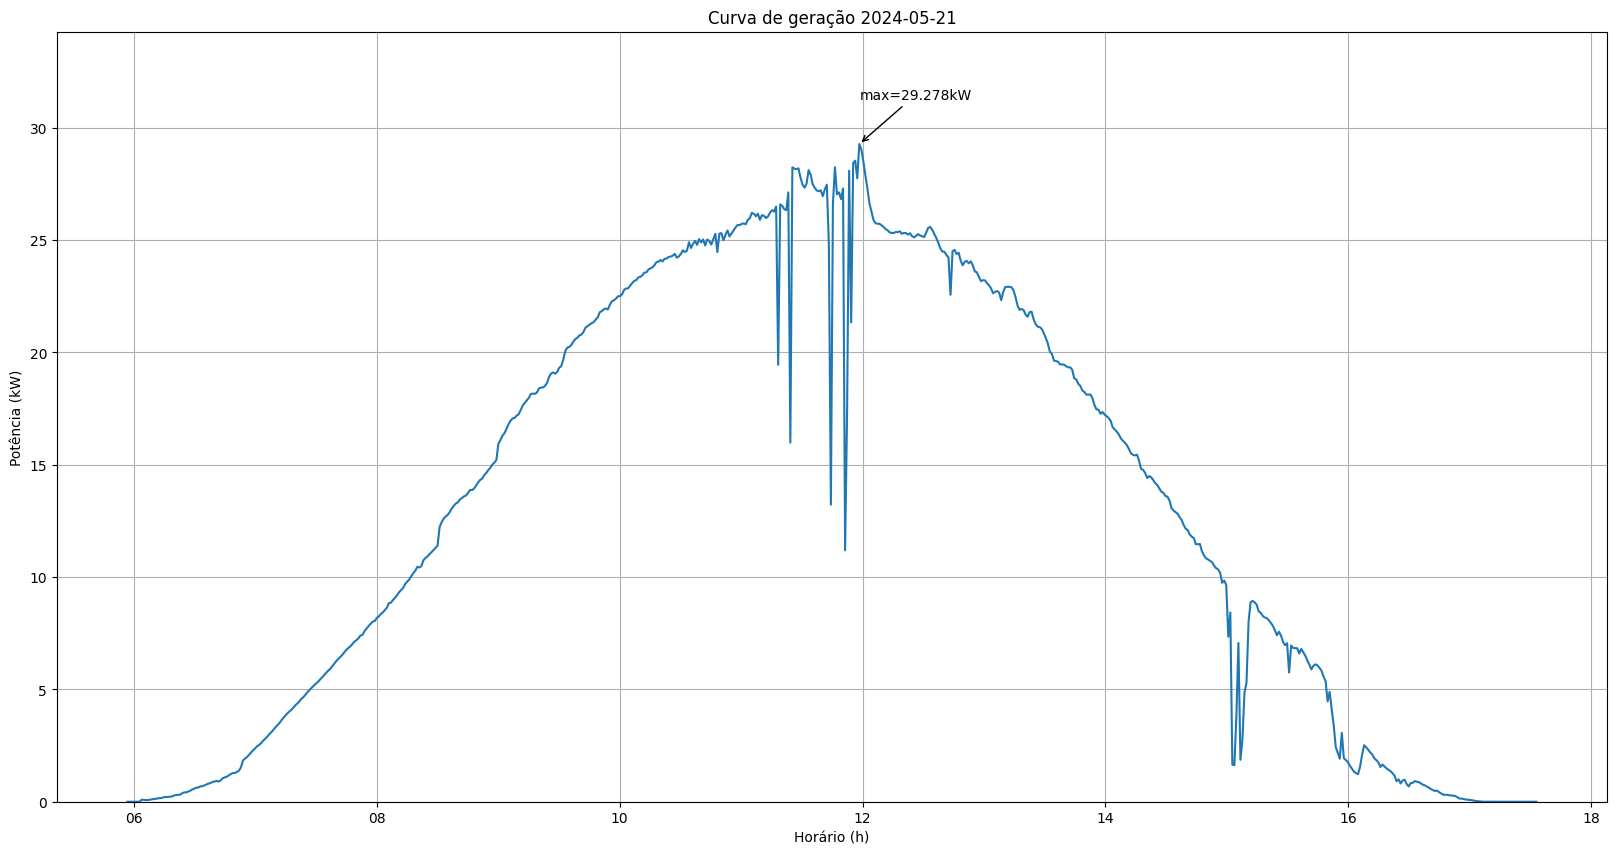 Curva de geração 2024-05-21
max=29.278kW
30
25
20
15
10
5
0
Potência (kW)
06 08 10 12 14 16 18
Horário (h)